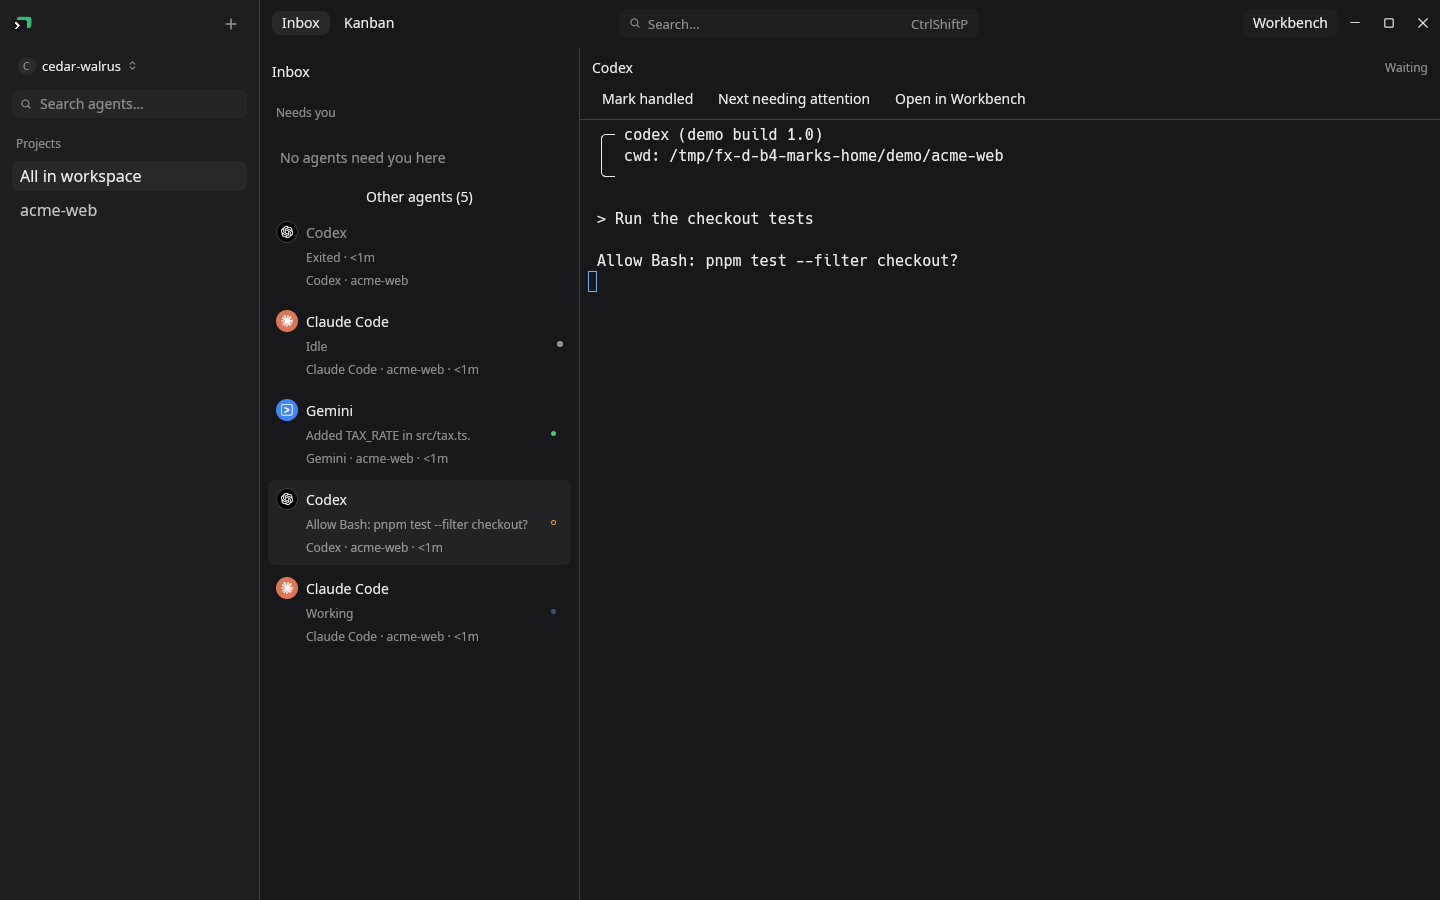 C cedar-walrus
Search agents...
Projects
All in workspace
acme-web
Inbox
Kanban
Search...
CtrlShiftP
Workbench
Inbox
Needs you
No agents need you here
Other agents (5)
Codex
Exited · <1m
Codex · acme-web
Claude Code
Idle
Claude Code · acme-web · <1m
Gemini
Added TAX_RATE in src/tax.ts.
Gemini · acme-web · <1m
Codex
Allow Bash: pnpm test --filter checkout?
Codex · acme-web · <1m
Claude Code
Working
Claude Code · acme-web · <1m
Codex
Waiting
Mark handled
Next needing attention
Open in Workbench
codex (demo build 1.0)
cwd: /tmp/fx-d-b4-marks-home/demo/acme-web
> Run the checkout tests
Allow Bash: pnpm test --filter checkout?